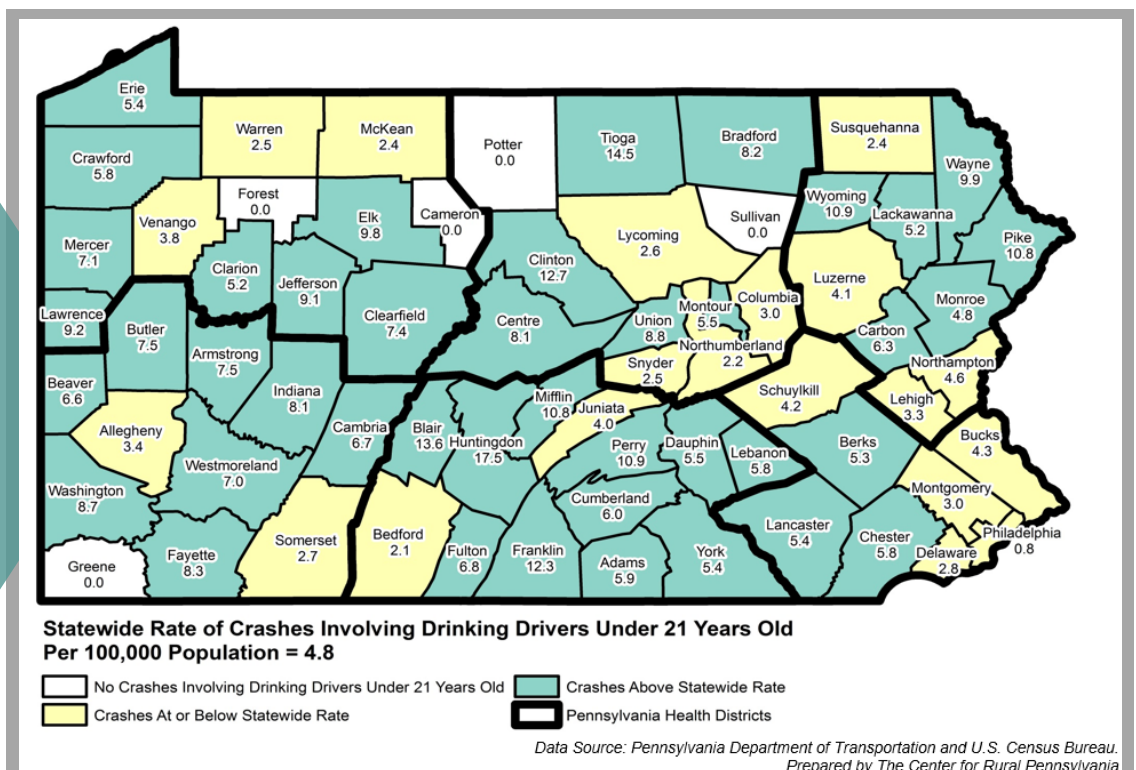 Erie
5.4
Warren
2.5
McKean
2.4
Potter
0.0
Tioga
14.5
Bradford
8.2
Susquehanna
2.4
Wayne
9.9
Crawford
5.8
Forest
0.0
Venango
3.8
Elk
9.8
Cameron
0.0
Sullivan
0.0
Wyoming
10.9
Lackawanna
5.2
Mercer
7.1
Clarion
5.2
Jefferson
9.1
Clinton
12.7
Lycoming
2.6
Luzerne
4.1
Pike
10.8
Lawrence
9.2
Butler
7.5
Clearfield
7.4
Centre
8.1
Union
8.8
Montour
5.5
Columbia
3.0
Monroe
4.8
Carbon
6.3
Armstrong
7.5
Northumberland
2.2
Snyder
2.5
Northampton
4.6
Beaver
6.6
Indiana
8.1
Mifflin
10.8
Juniata
4.0
Schuylkill
4.2
Lehigh
3.3
Allegheny
3.4
Cambria
6.7
Blair
13.6
Huntingdon
17.5
Perry
10.9
Dauphin
5.5
Lebanon
5.8
Berks
5.3
Bucks
4.3
Westmoreland
7.0
Washington
8.7
Cumberland
6.0
Montgomery
3.0
Greene
0.0
Fayette
8.3
Somerset
2.7
Bedford
2.1
Fulton
6.8
Franklin
12.3
Adams
5.9
York
5.4
Lancaster
5.4
Chester
5.8
Delaware
2.8
Philadelphia
0.8
Statewide Rate of Crashes Involving Drinking Drivers Under 21 Years Old
Per 100,000 Population = 4.8
No Crashes Involving Drinking Drivers Under 21 Years Old
Crashes Above Statewide Rate
Crashes At or Below Statewide Rate
Pennsylvania Health Districts
Data Source: Pennsylvania Department of Transportation and U.S. Census Bureau.
Prepared by The Center for Rural Pennsylvania